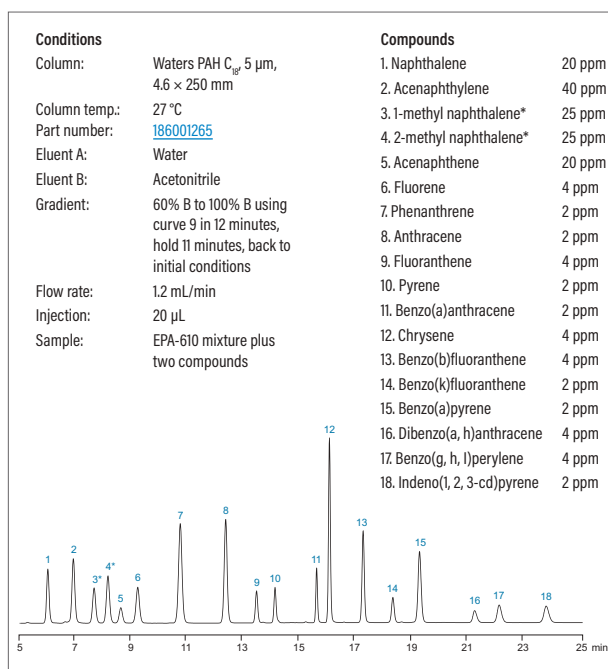 Conditions
Column: Waters PAH C18, 5 µm,
4.6 × 250 mm
Column temp.: 27 °C
Part number: 186001265
Eluent A: Water
Eluent B: Acetonitrile
Gradient: 60% B to 100% B using
curve 9 in 12 minutes,
hold 11 minutes, back to
initial conditions
Flow rate: 1.2 mL/min
Injection: 20 µL
Sample: EPA-610 mixture plus
two compounds
Compounds
1. Naphthalene 20 ppm
2. Acenaphthylene 40 ppm
3. 1-methyl naphthalene* 25 ppm
4. 2-methyl naphthalene* 25 ppm
5. Acenaphthene 20 ppm
6. Fluorene 4 ppm
7. Phenanthrene 2 ppm
8. Anthracene 2 ppm
9. Fluoranthene 4 ppm
10. Pyrene 2 ppm
11. Benzo(a)anthracene 2 ppm
12. Chrysene 4 ppm
13. Benzo(b)fluoranthene 4 ppm
14. Benzo(k)fluoranthene 2 ppm
15. Benzo(a)pyrene 2 ppm
16. Dibenzo(a, h)anthracene 4 ppm
17. Benzo(g, h, I)perylene 4 ppm
18. Indeno(1, 2, 3-cd)pyrene 2 ppm
1 2 3* 4* 5 6 7 8 9 10 11 12 13 14 15 16 17 18
5 7 9 11 13 15 17 19 21 23 25 min